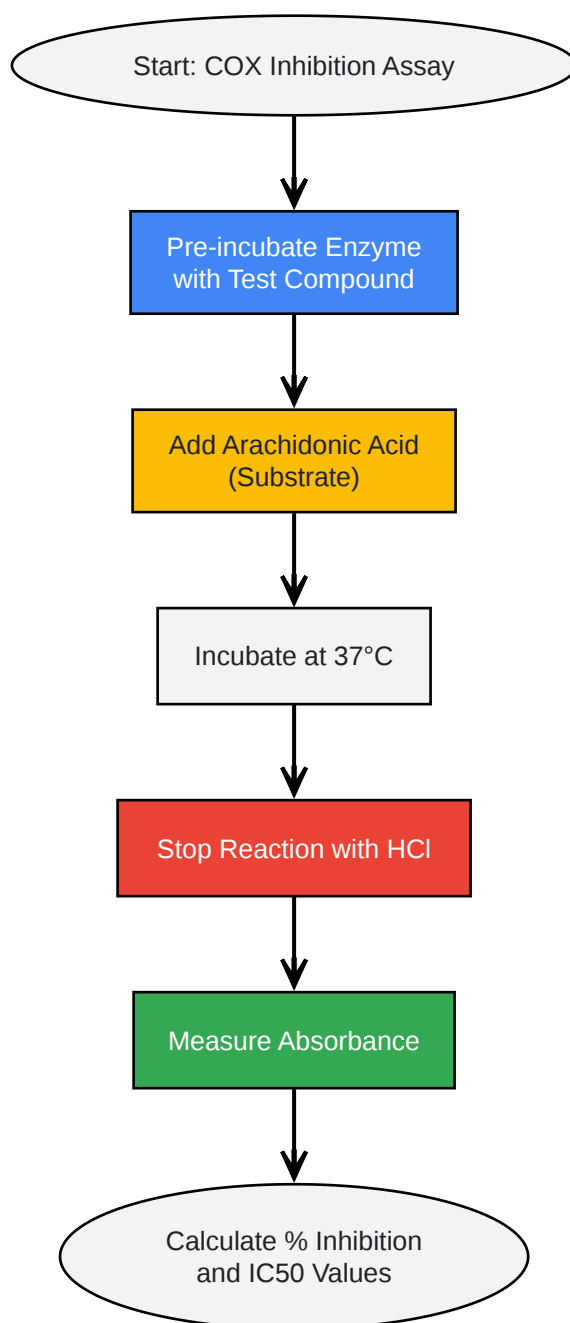 Start: COX Inhibition Assay
Pre-incubate Enzyme
with Test Compound
Add Arachidonic Acid
(Substrate)
Incubate at 37°C
Stop Reaction with HCl
Measure Absorbance
Calculate % Inhibition
and IC50 Values